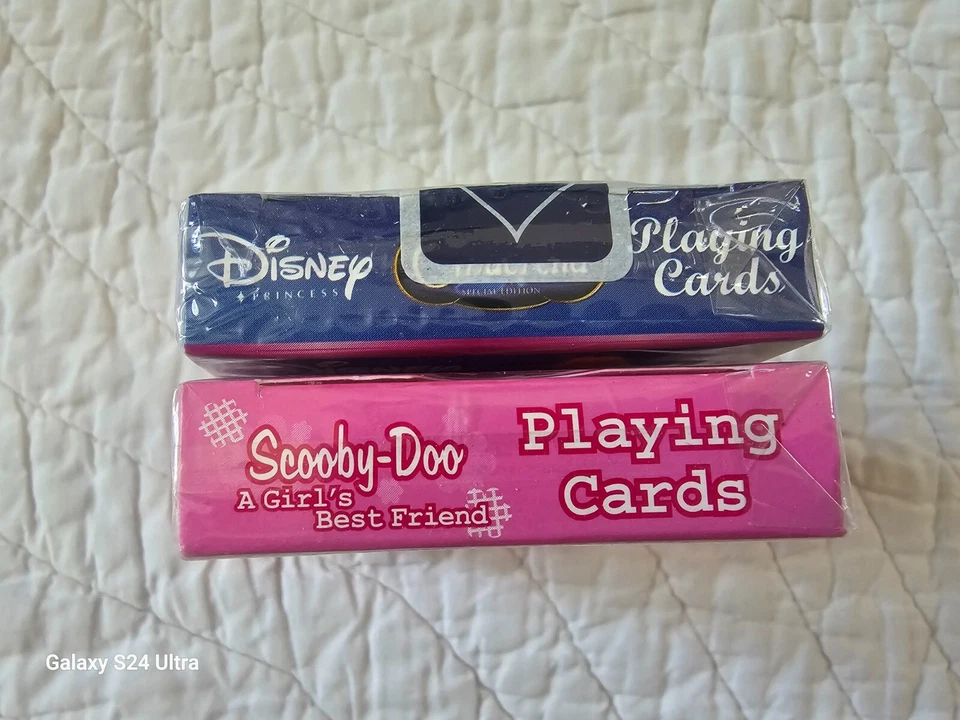 Disney
PRINCESS
SPECIAL EDITION
Playing
Cards
Scooby-Doo
A Girl's
Best Friend
Playing
Cards
Galaxy S24 Ultra